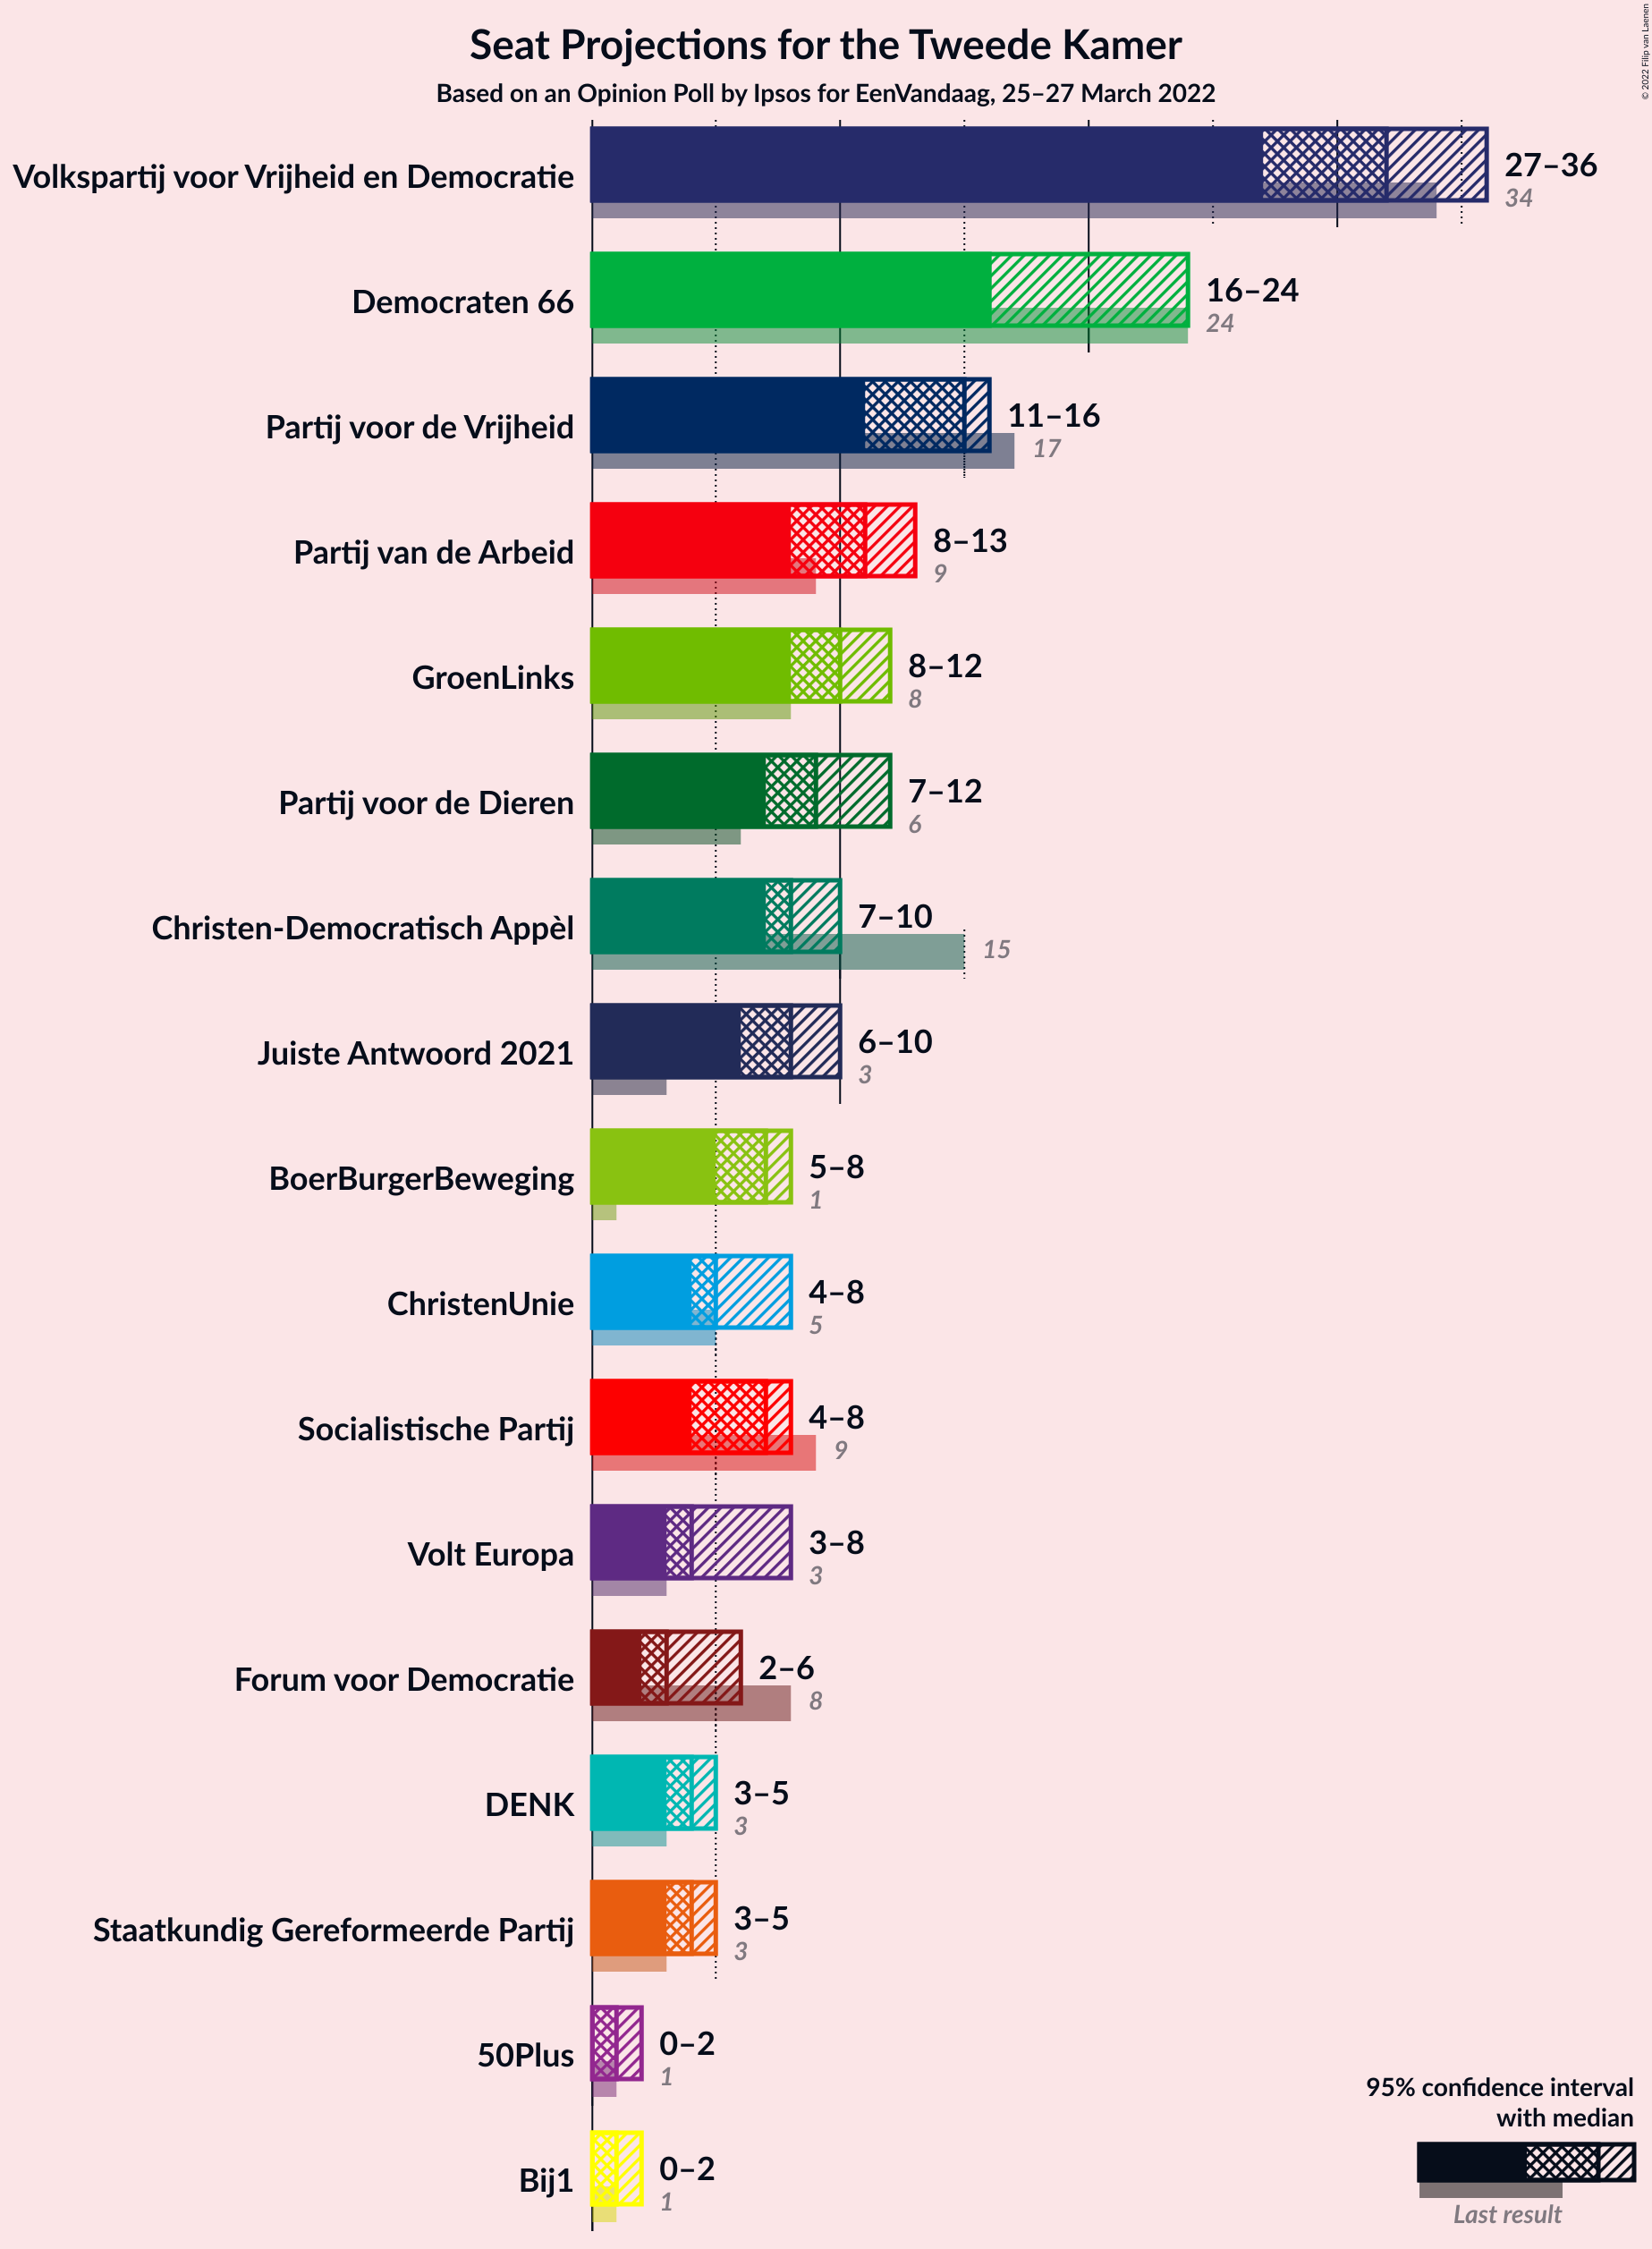 © 2022 Filip van Laenen
Seat Projections for the Tweede Kamer
Based on an Opinion Poll by Ipsos for EenVandaag, 25–27 March 2022
Volkspartij voor Vrijheid en Democratie
27–36
34
Democraten 66
16–24
24
Partij voor de Vrijheid
11–16
17
Partij van de Arbeid
8–13
9
GroenLinks
8–12
8
Partij voor de Dieren
7–12
6
Christen-Democratisch Appèl
7–10
15
Juiste Antwoord 2021
6–10
3
BoerBurgerBeweging
5–8
1
ChristenUnie
4–8
5
Socialistische Partij
4–8
9
Volt Europa
3–8
3
Forum voor Democratie
2–6
8
DENK
3–5
3
Staatkundig Gereformeerde Partij
3–5
3
50Plus
0–2
1
Bij1
0–2
1
95% confidence interval
with median
Last result